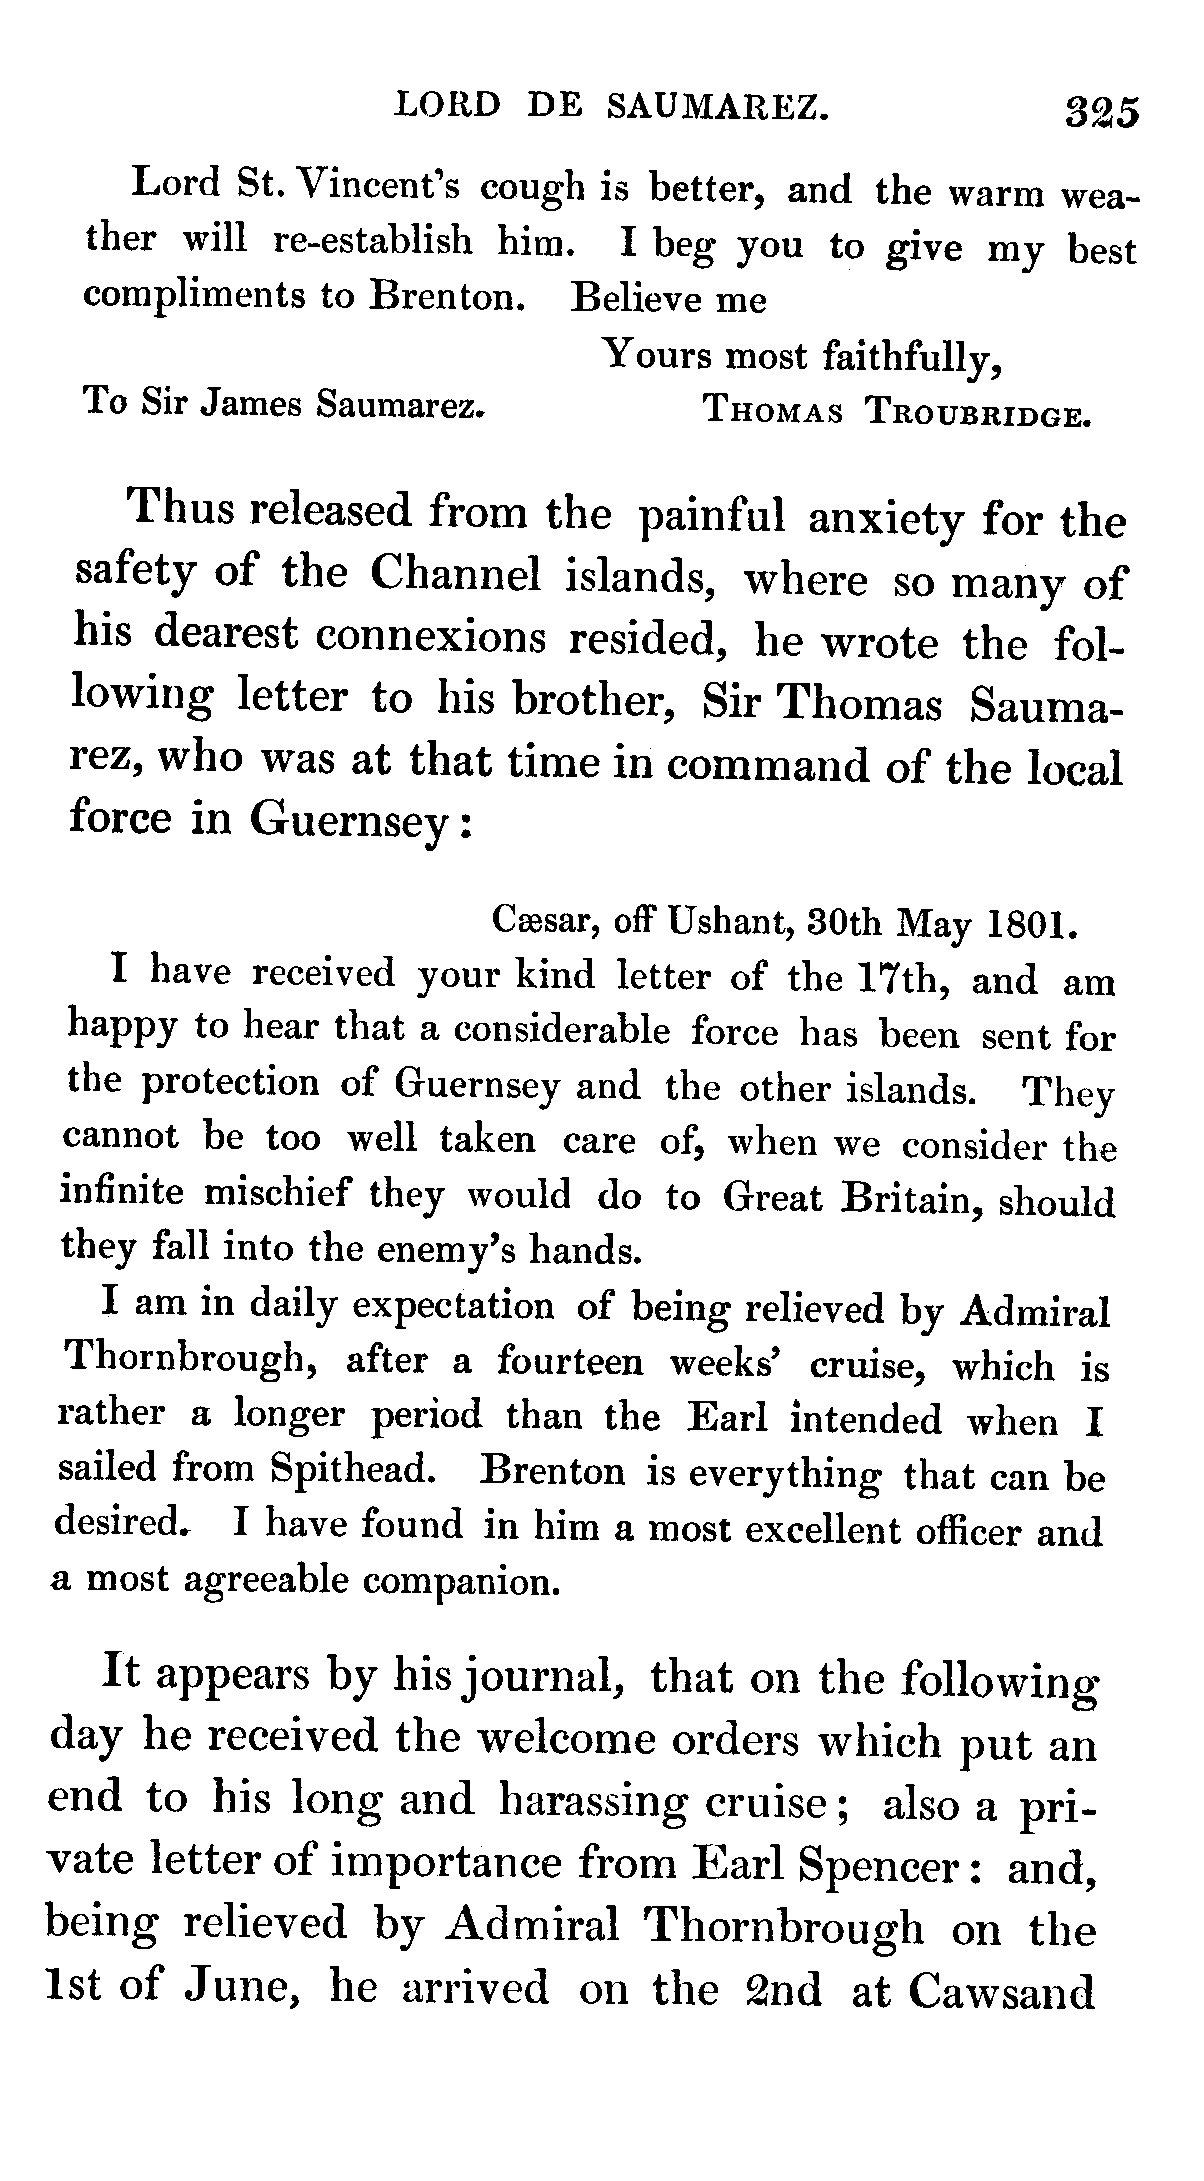 LORD DE SAUMAREZ. 325
Lord St. Vincent's cough is better, and the warm wea-
ther will re-establish him. I beg you to give my best
compliments to Brenton. Believe me
Yours most faithfully,
To Sir James Saumarez. THOMAS TROUBRIDGE.
Thus released from the painful anxiety for the
safety of the Channel islands, where so many of
his dearest connexions resided, he wrote the fol-
lowing letter to his brother, Sir Thomas Sauma-
rez, who was at that time in command of the local
force in Guernsey :
Cæsar, off Ushant, 30th May 1801.
I have received your kind letter of the 17th, and am
happy to hear that a considerable force has been sent for
the protection of Guernsey and the other islands. They
cannot be too well taken care of, when we consider the
infinite mischief they would do to Great Britain, should
they fall into the enemy's hands.
I am in daily expectation of being relieved by Admiral
Thornbrough, after a fourteen weeks' cruise, which is
rather a longer period than the Earl intended when I
sailed from Spithead. Brenton is everything that can be
desired. I have found in him a most excellent officer and
a most agreeable companion.
It appears by his journal, that on the following
day he received the welcome orders which put an
end to his long and harassing cruise ; also a pri-
vate letter of importance from Earl Spencer : and,
being relieved by Admiral Thornbrough on the
1st of June, he arrived on the 2nd at Cawsand